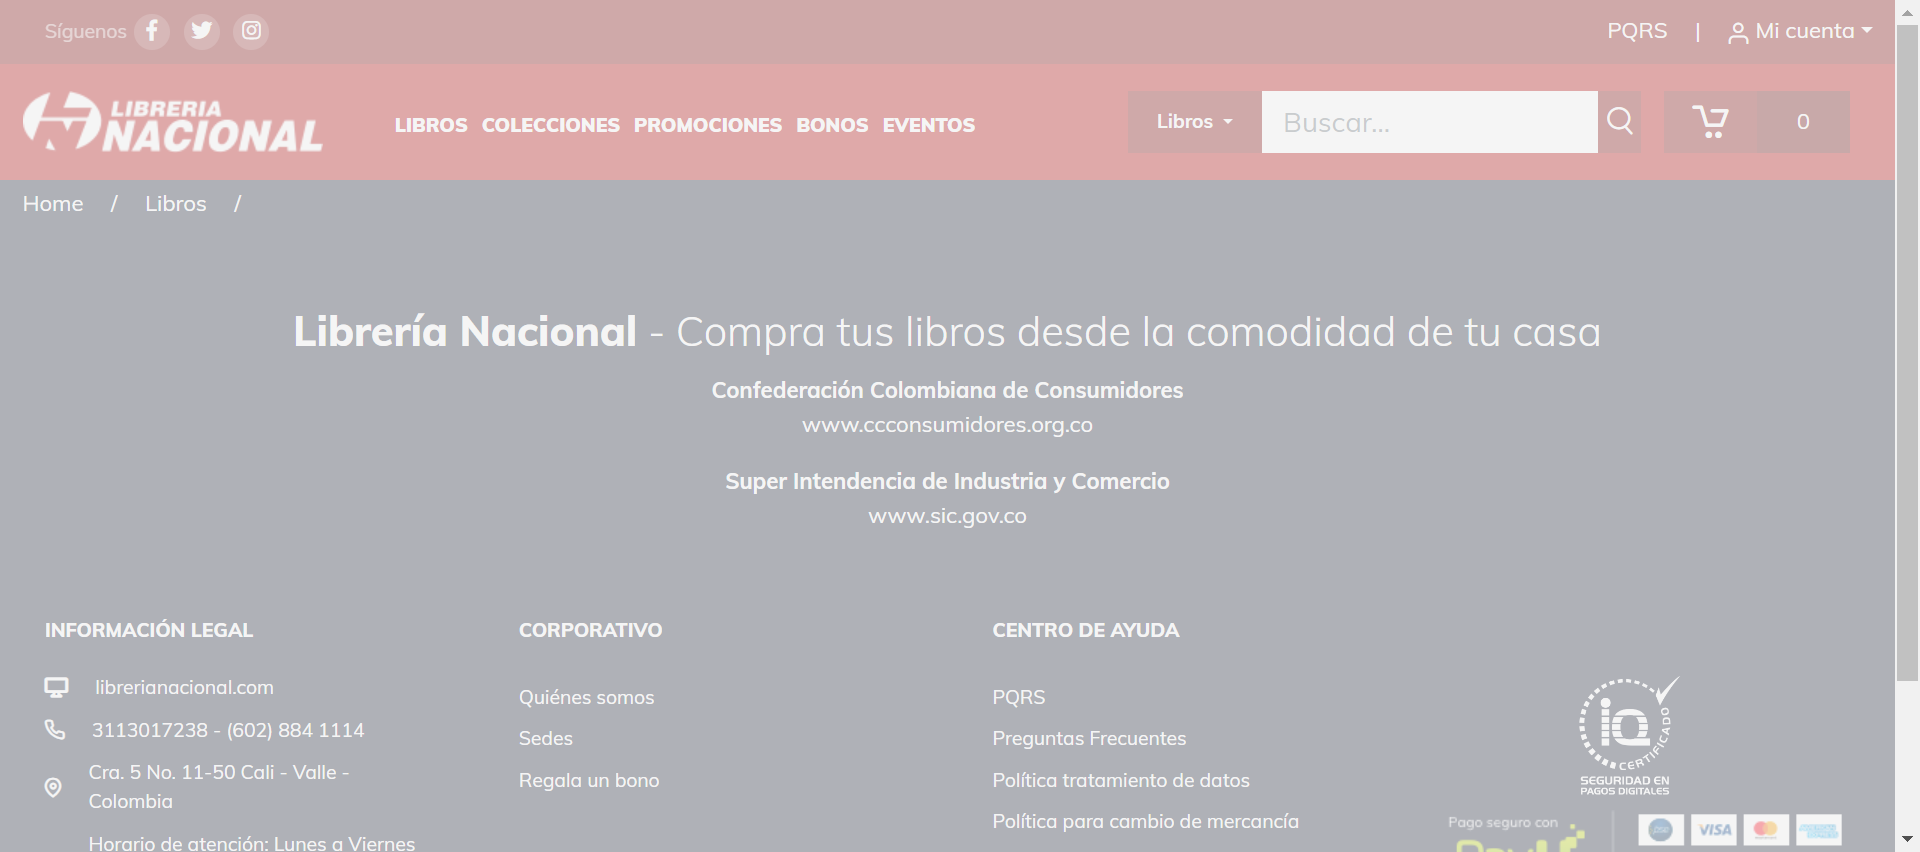 Síguenos
PQRS | Mi cuenta
LIBRERIA
NACIONAL
LIBROS COLECCIONES PROMOCIONES BONOS EVENTOS
Libros
Buscar...
0
Home / Libros /
Librería Nacional - Compra tus libros desde la comodidad de tu casa
Confederación Colombiana de Consumidores
www.ccconsumidores.org.co
Super Intendencia de Industria y Comercio
www.sic.gov.co
INFORMACIÓN LEGAL
librerianacional.com
3113017238 - (602) 884 1114
Cra. 5 No. 11-50 Cali - Valle -
Colombia
Horario de atención: Lunes a Viernes
CORPORATIVO
Quiénes somos
Sedes
Regala un bono
CENTRO DE AYUDA
PQRS
Preguntas Frecuentes
Política tratamiento de datos
Política para cambio de mercancía
iQ
CERTIFICADO
SEGURIDAD EN
PAGOS DIGITALES
Pago seguro con
PayU
VISA